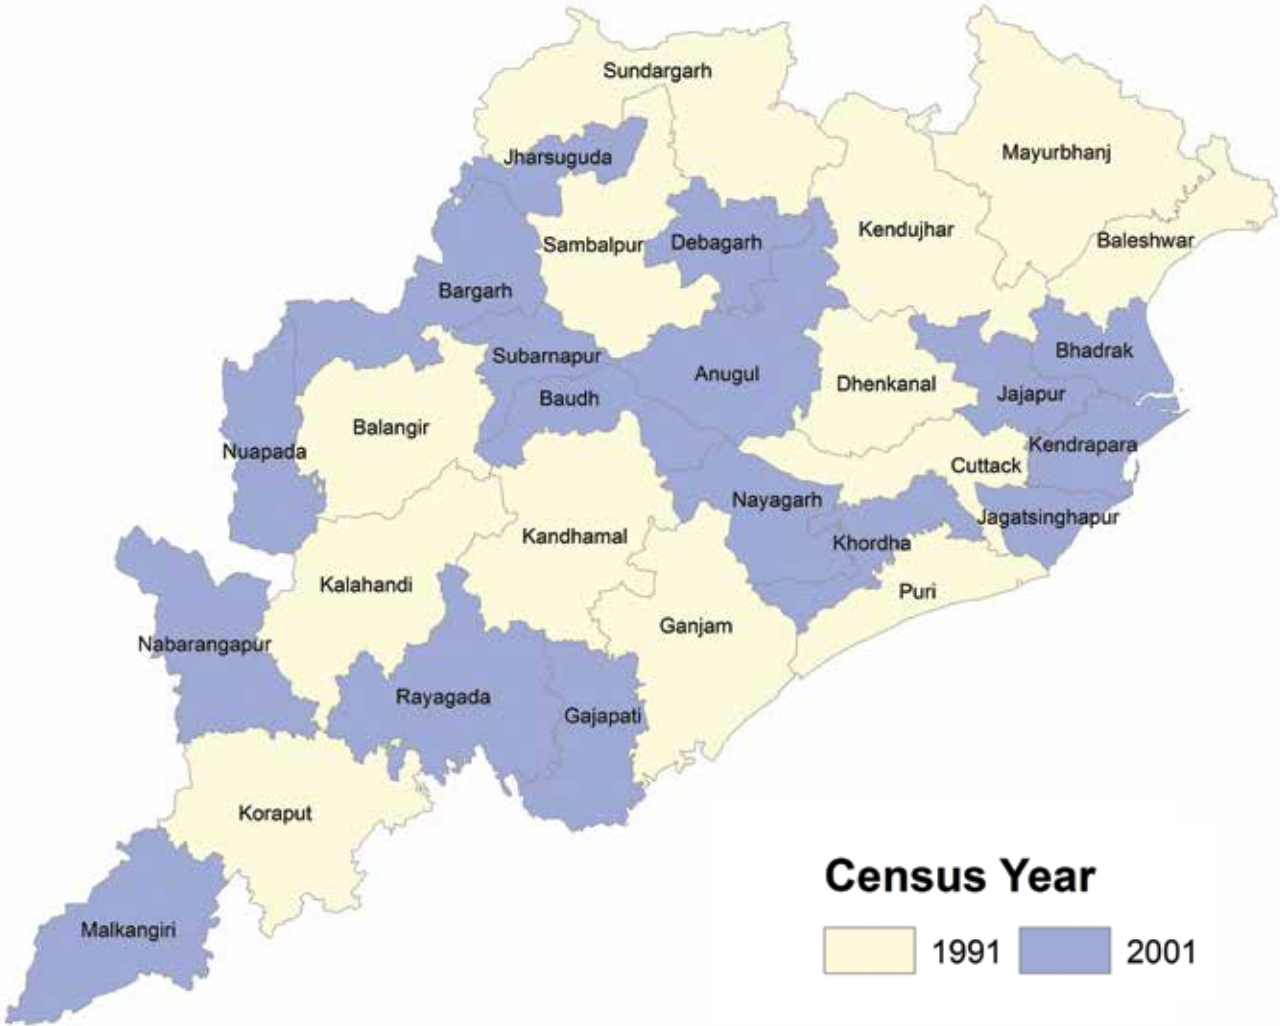 Sundargarh
Mayurbhanj
Jharsuguda
Kendujhar
Baleshwar
Debagarh
Sambalpur
Bargarh
Bhadrak
Subarnapur
Anugul
Dhenkanal
Jajapur
Baudh
Balangir
Kendrapara
Nuapada
Cuttack
Nayagarh
Jagatsinghapur
Kandhamal
Khordha
Kalahandi
Puri
Ganjam
Nabarangapur
Rayagada
Gajapati
Koraput
Malkangiri
Census Year
1991
2001